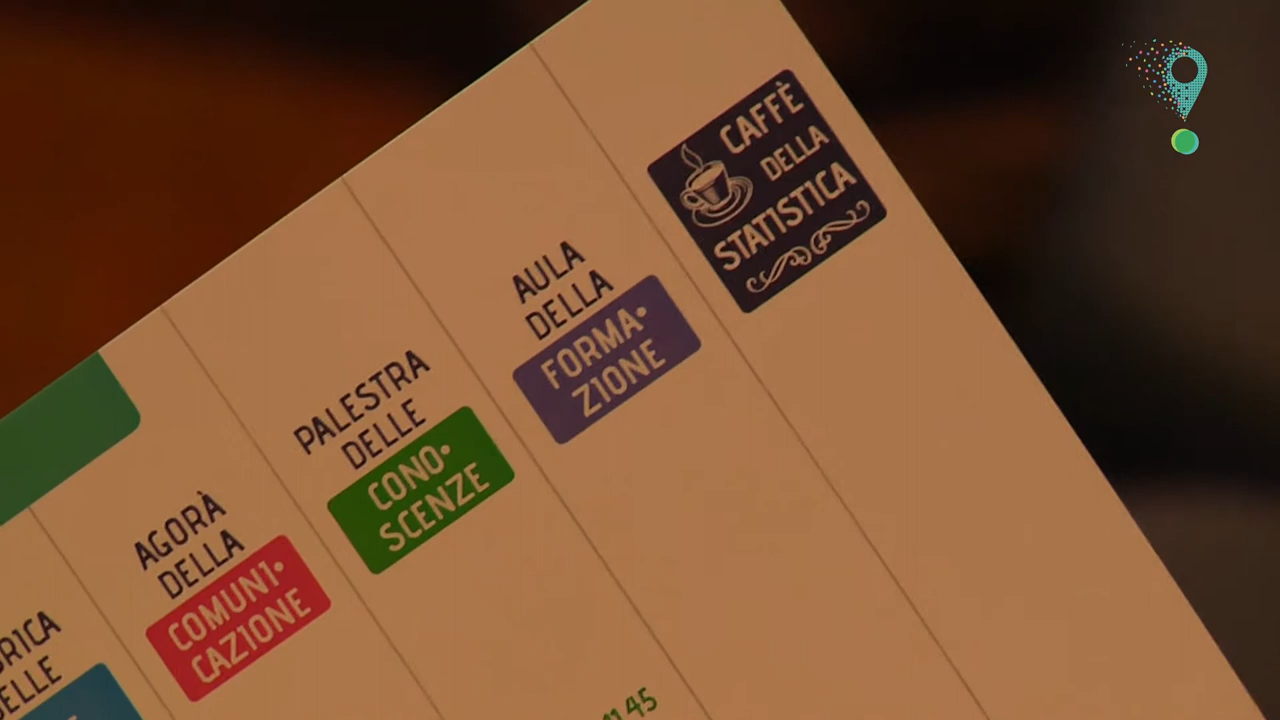 AGORÀ
DELLA
COMUNI•
CAZIONE
PALESTRA
DELLE
CONO•
SCENZE
AULA
DELLA
FORMA•
ZIONE
CAFFÈ
DELLA
STATISTICA